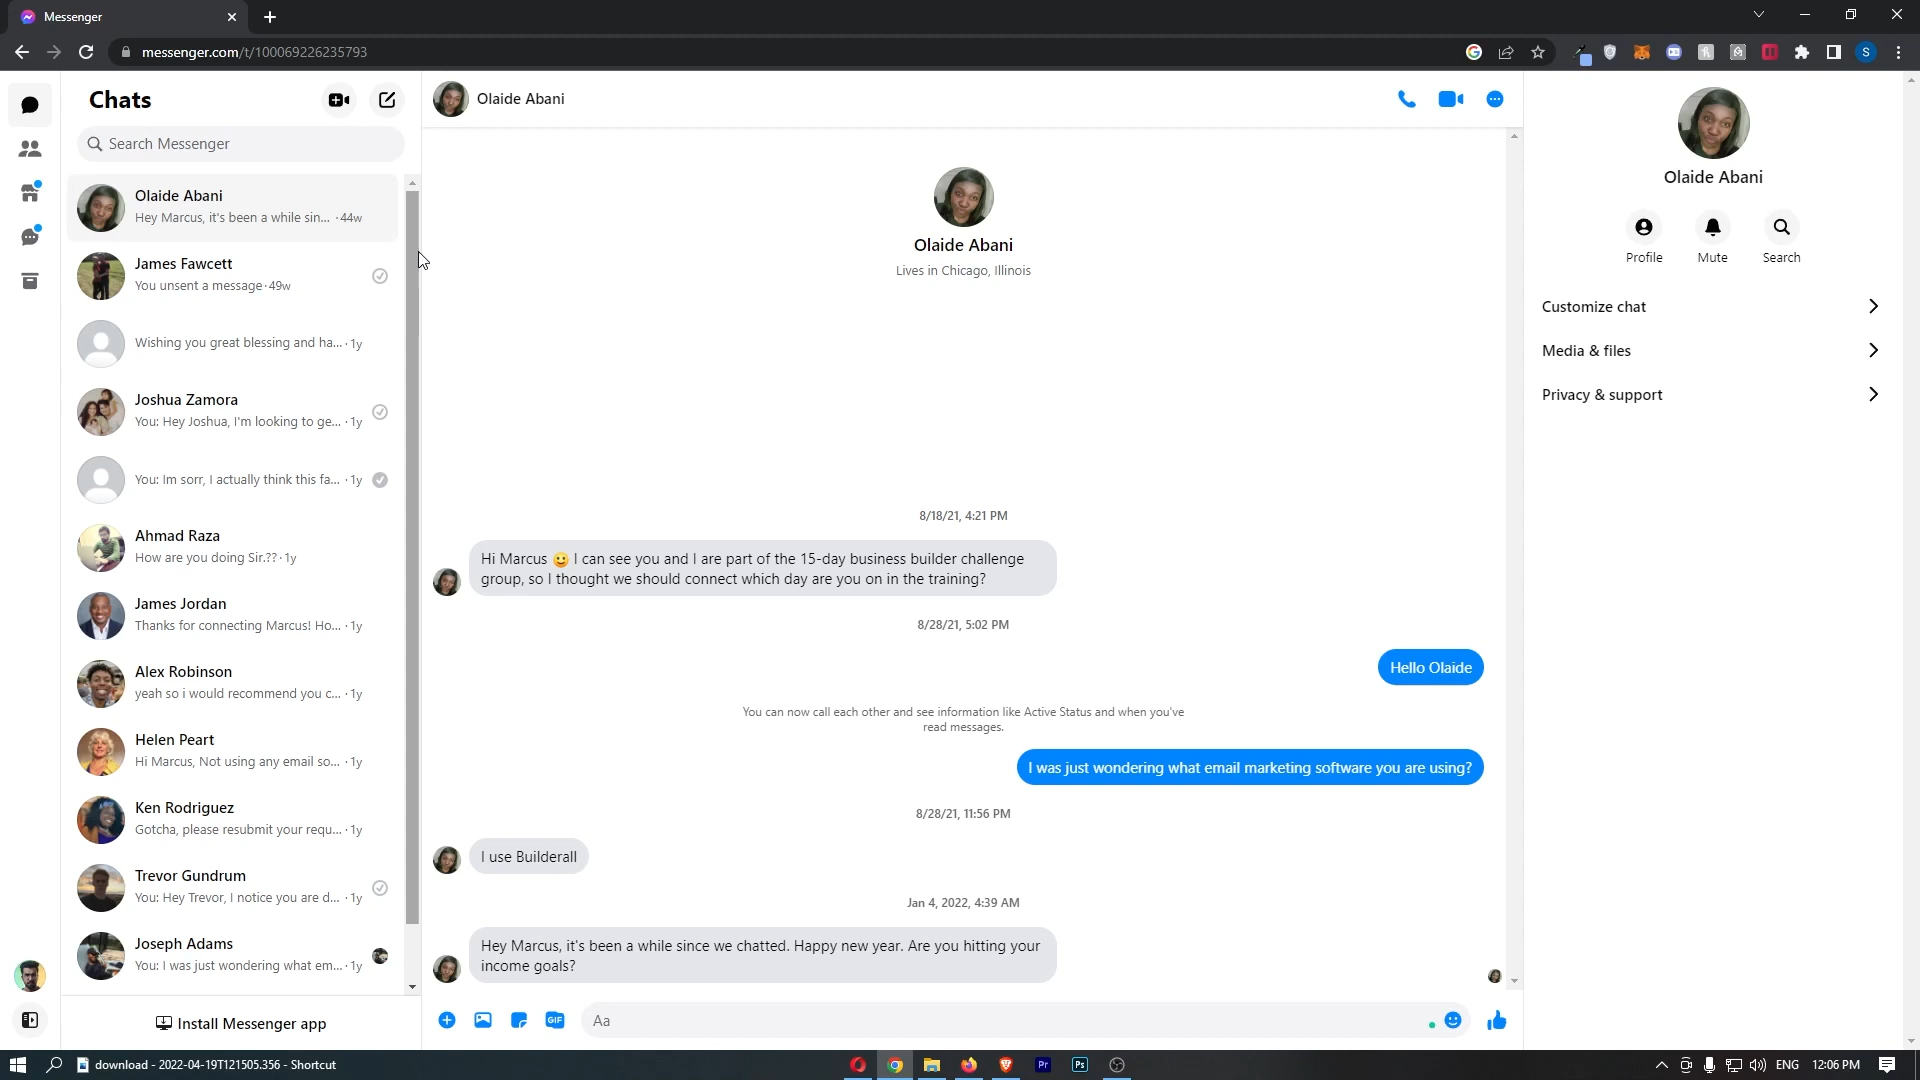 Messenger
messenger.com/t/100069226235793
Chats
Search Messenger
Olaide Abani
Hey Marcus, it's been a while sin... · 44w
James Fawcett
You unsent a message · 49w
Wishing you great blessing and ha... · 1y
Joshua Zamora
You: Hey Joshua, I'm looking to ge... · 1y
You: Im sorr, I actually think this fa... · 1y
Ahmad Raza
How are you doing Sir.?? · 1y
James Jordan
Thanks for connecting Marcus! Ho... · 1y
Alex Robinson
yeah so i would recommend you c... · 1y
Helen Peart
Hi Marcus, Not using any email so... · 1y
Ken Rodriguez
Gotcha, please resubmit your requ... · 1y
Trevor Gundrum
You: Hey Trevor, I notice you are d... · 1y
Joseph Adams
You: I was just wondering what em... · 1y
Install Messenger app
Olaide Abani
Olaide Abani
Lives in Chicago, Illinois
8/18/21, 4:21 PM
Hi Marcus 🙂 I can see you and I are part of the 15-day business builder challenge
group, so I thought we should connect which day are you on in the training?
8/28/21, 5:02 PM
Hello Olaide
You can now call each other and see information like Active Status and when you've
read messages.
I was just wondering what email marketing software you are using?
8/28/21, 11:56 PM
I use Builderall
Jan 4, 2022, 4:39 AM
Hey Marcus, it's been a while since we chatted. Happy new year. Are you hitting your
income goals?
GIF
Aa
Olaide Abani
Profile
Mute
Search
Customize chat
Media & files
Privacy & support
S
download - 2022-04-19T121505.356 - Shortcut
Pr
Ps
ENG
12:06 PM